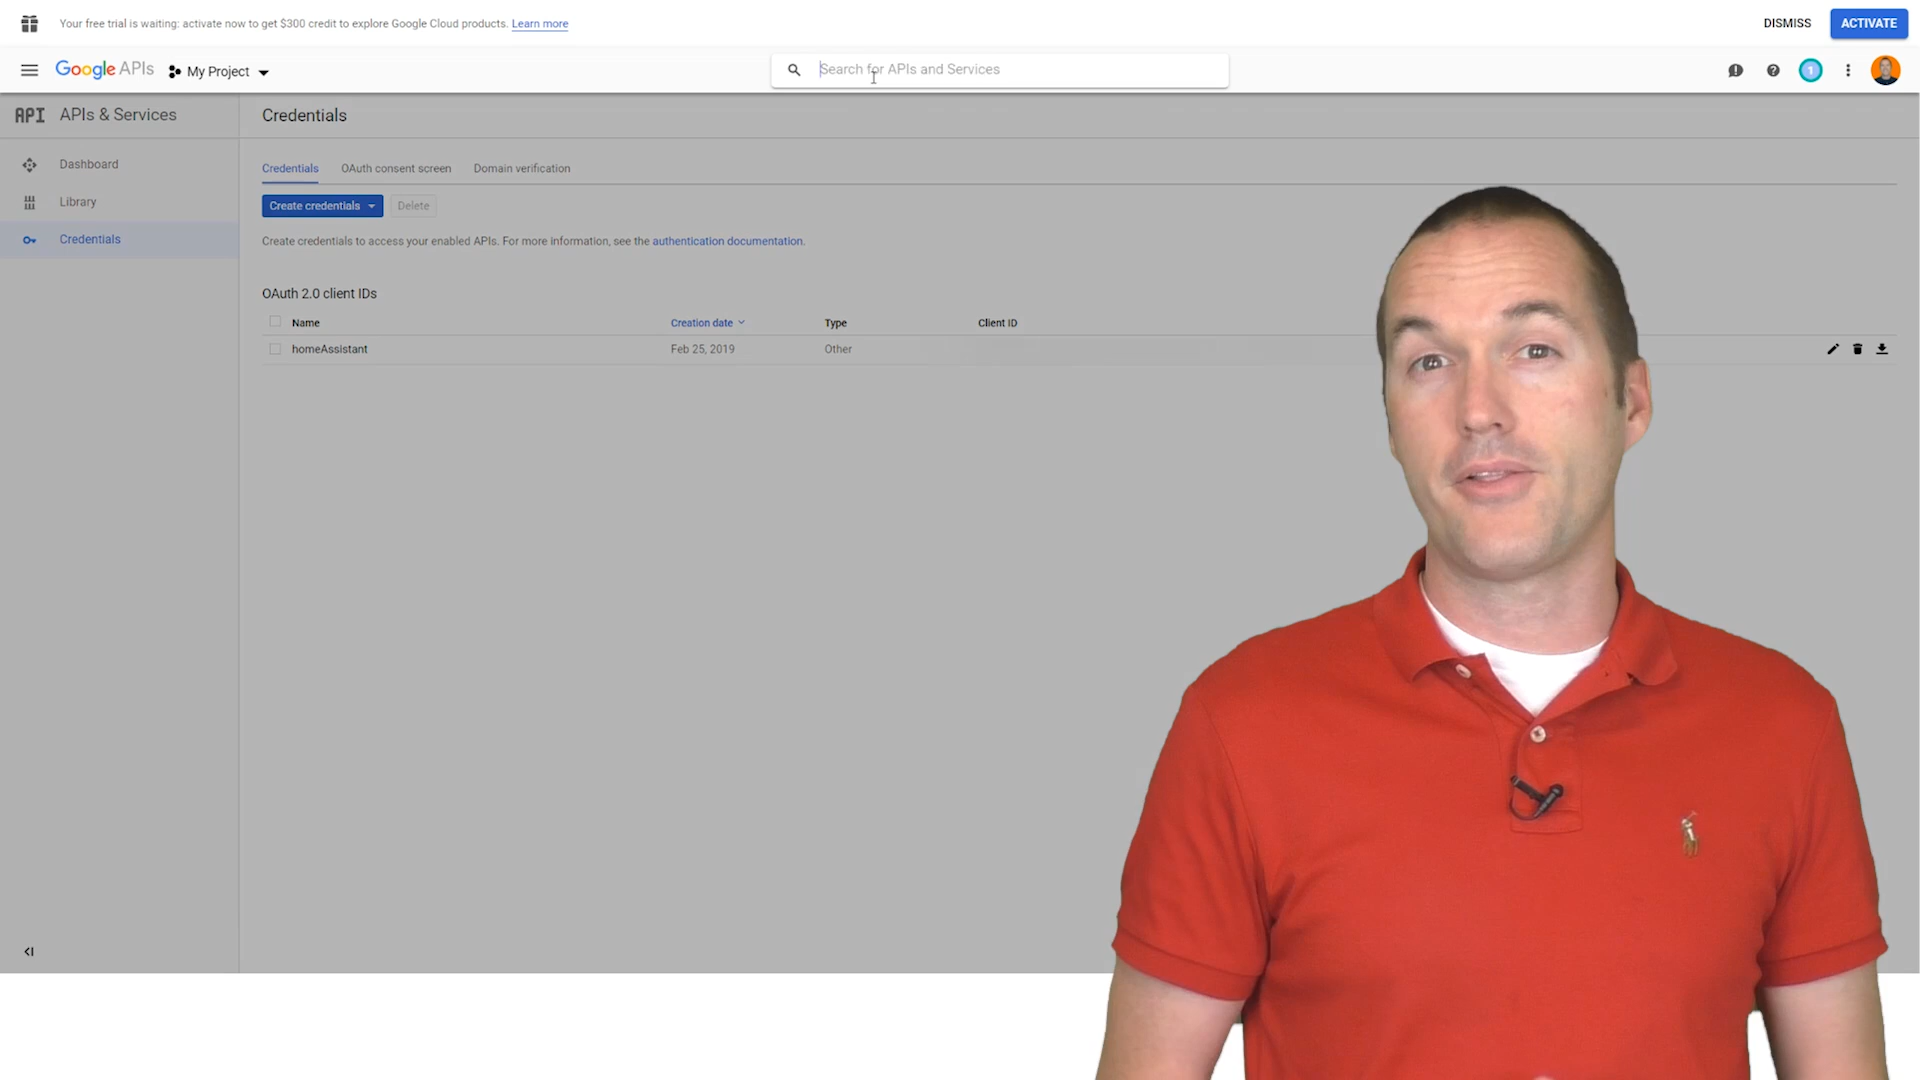 Your free trial is waiting: activate now to get $300 credit to explore Google Cloud products. Learn more
DISMISS
ACTIVATE
Google APIs
My Project
Search for APIs and Services
1
API APIs & Services
Credentials
Dashboard
Library
Credentials
Credentials
OAuth consent screen
Domain verification
Create credentials
Delete
Create credentials to access your enabled APIs. For more information, see the authentication documentation.
OAuth 2.0 client IDs
Name
Creation date
Type
Client ID
homeAssistant
Feb 25, 2019
Other